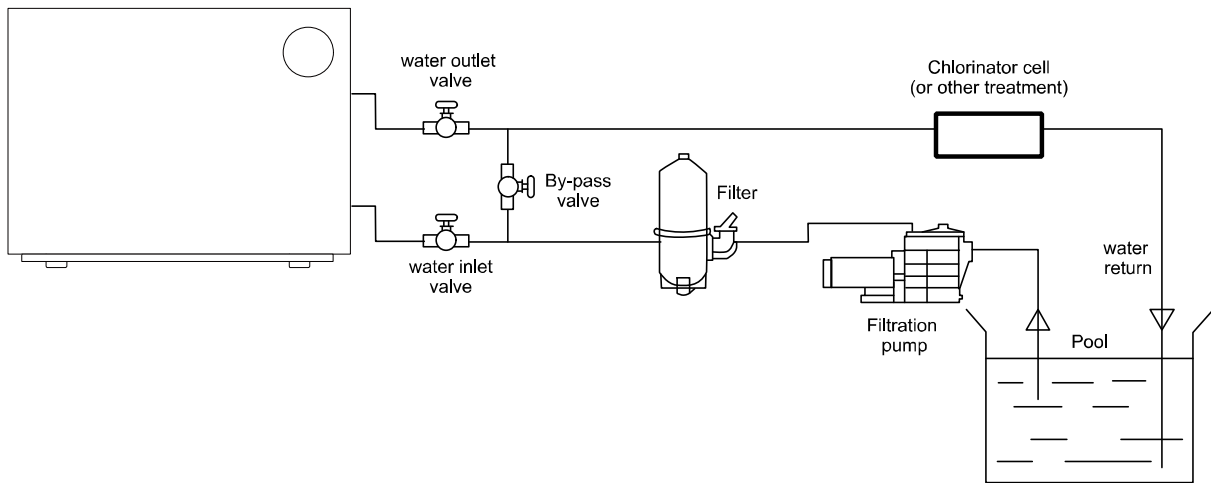 water outlet
valve
Chlorinator cell
(or other treatment)
By-pass
valve
Filter
water inlet
valve
water
return
Filtration
pump
Pool